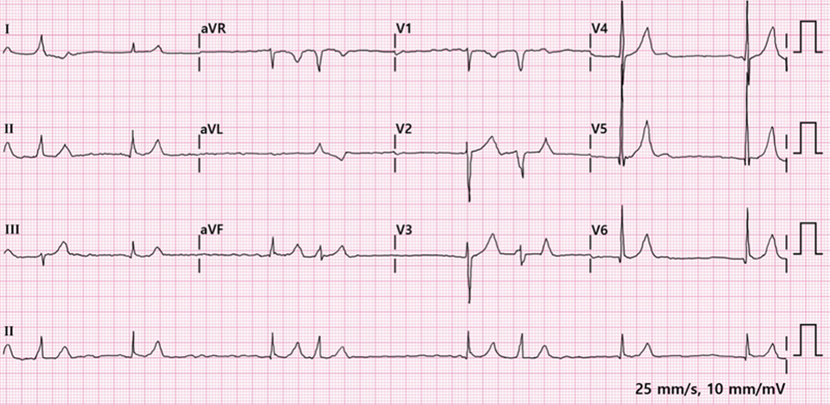 I aVR V1 V4
II aVL V2 V5
III aVF V3 V6
II
25 mm/s, 10 mm/mV